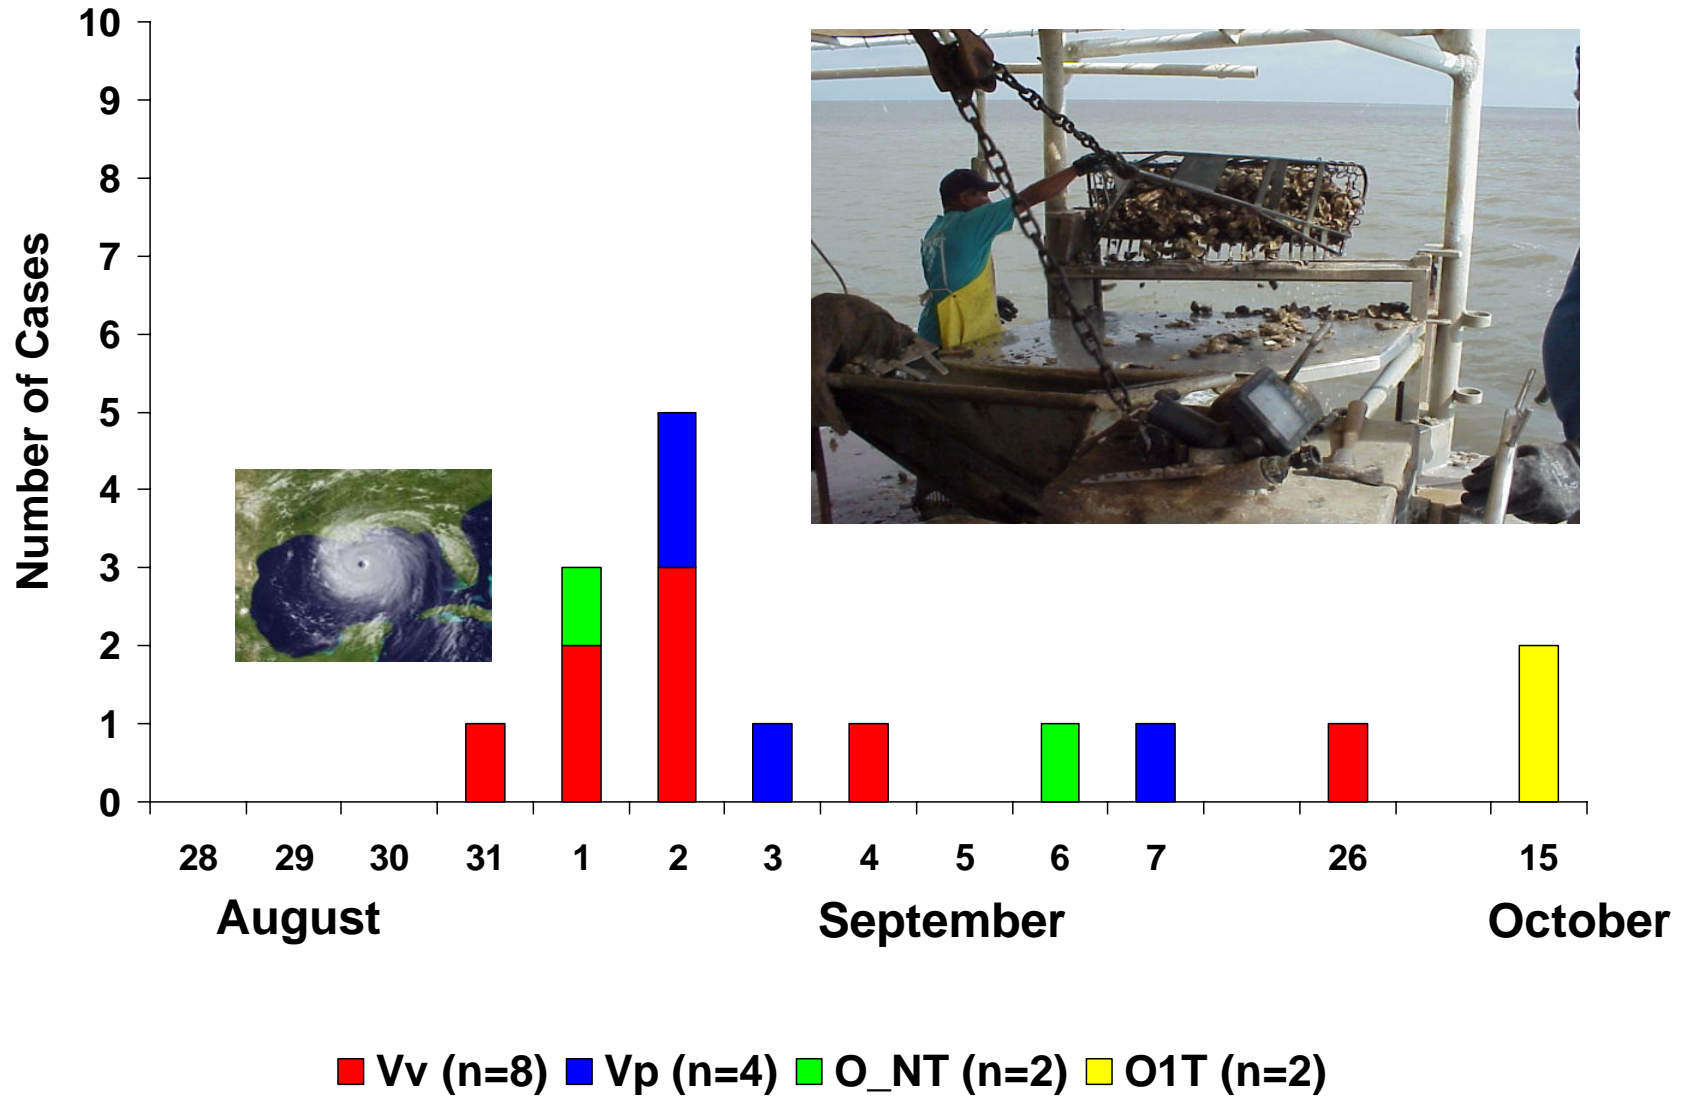 10
9
8
7
6
5
4
3
2
1
0
Number of Cases
28 29 30 31 1 2 3 4 5 6 7 26 15
August September October
Vv (n=8) Vp (n=4) O_NT (n=2) O1T (n=2)